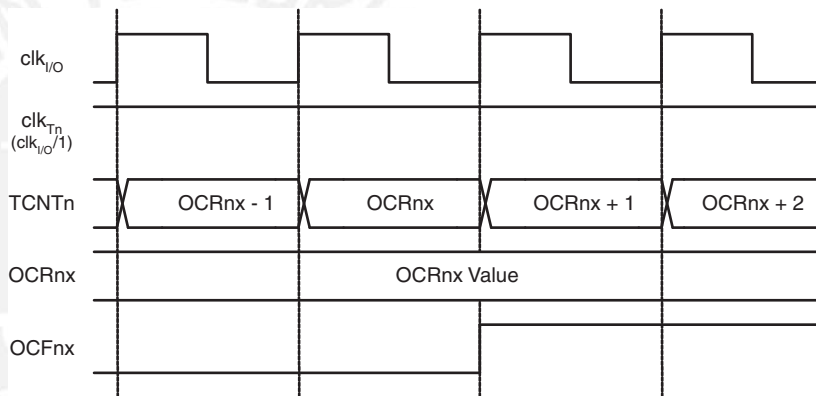 clkI/O
clkTn
(clkI/O/1)
TCNTn OCRnx - 1 OCRnx OCRnx + 1 OCRnx + 2
OCRnx OCRnx Value
OCFnx